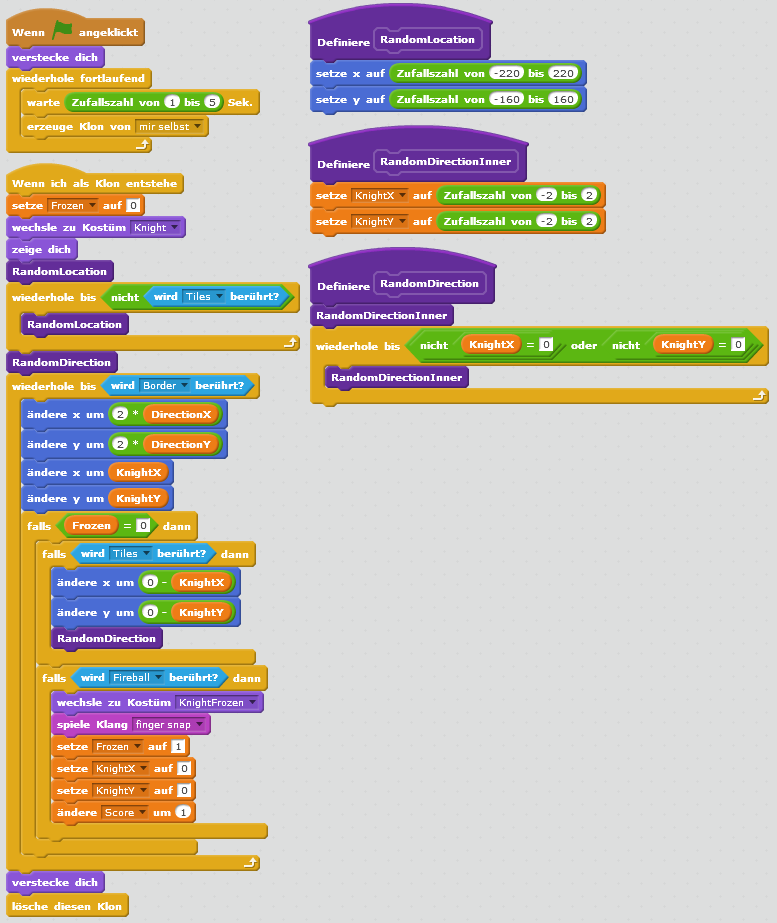 Wenn angeklickt
verstecke dich
wiederhole fortlaufend
warte Zufallszahl von 1 bis 5 Sek.
erzeuge Klon von mir selbst
Wenn ich als Klon entstehe
setze Frozen auf 0
wechsle zu Kostüm Knight
zeige dich
RandomLocation
wiederhole bis nicht wird Tiles berührt?
RandomLocation
RandomDirection
wiederhole bis wird Border berührt?
ändere x um 2 * DirectionX
ändere y um 2 * DirectionY
ändere x um KnightX
ändere y um KnightY
falls Frozen = 0 dann
falls wird Tiles berührt? dann
ändere x um 0 - KnightX
ändere y um 0 - KnightY
RandomDirection
falls wird Fireball berührt? dann
wechsle zu Kostüm KnightFrozen
spiele Klang finger snap
setze Frozen auf 1
setze KnightX auf 0
setze KnightY auf 0
ändere Score um 1
verstecke dich
lösche diesen Klon
Definiere RandomLocation
setze x auf Zufallszahl von -220 bis 220
setze y auf Zufallszahl von -160 bis 160
Definiere RandomDirectionInner
setze KnightX auf Zufallszahl von -2 bis 2
setze KnightY auf Zufallszahl von -2 bis 2
Definiere RandomDirection
RandomDirectionInner
wiederhole bis nicht KnightX = 0 oder nicht KnightY = 0
RandomDirectionInner